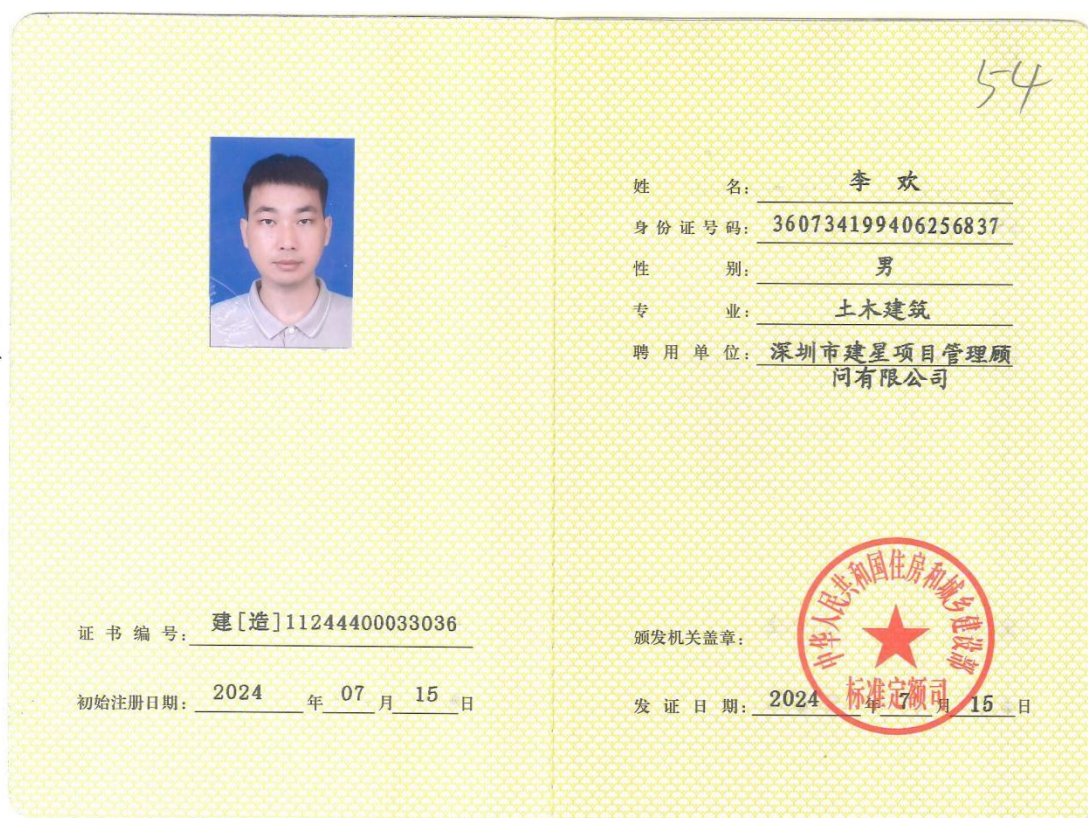 54
姓 名: 李 欢
身份证号码: 360734199406256837
性 别: 男
专 业: 土木建筑
聘用单位: 深圳市建星项目管理顾
问有限公司
证书编号: 建[造]11244400033036
初始注册日期: 2024 年 07 月 15 日
颁发机关盖章:
中华人民共和国住房和城乡建设部
标准定额司
发证日期: 2024 年 7 月 15 日